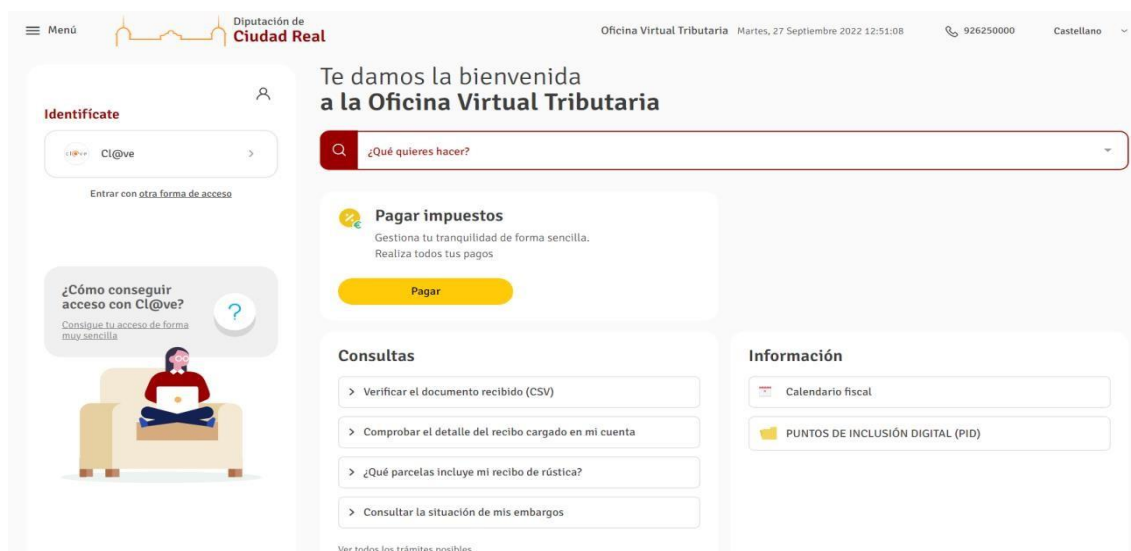 Menú
Diputación de
Ciudad Real
Oficina Virtual Tributaria Martes, 27 Septiembre 2022 12:51:08 926250000 Castellano
Identifícate
Cl@ve Cl@ve
Entrar con otra forma de acceso
¿Cómo conseguir
acceso con Cl@ve?
Consigue tu acceso de forma
muy sencilla
?
Te damos la bienvenida
a la Oficina Virtual Tributaria
¿Qué quieres hacer?
Pagar impuestos
Gestiona tu tranquilidad de forma sencilla.
Realiza todos tus pagos
Pagar
Consultas
Verificar el documento recibido (CSV)
Comprobar el detalle del recibo cargado en mi cuenta
¿Qué parcelas incluye mi recibo de rústica?
Consultar la situación de mis embargos
Ver todos los trámites posibles
Información
Calendario fiscal
PUNTOS DE INCLUSIÓN DIGITAL (PID)